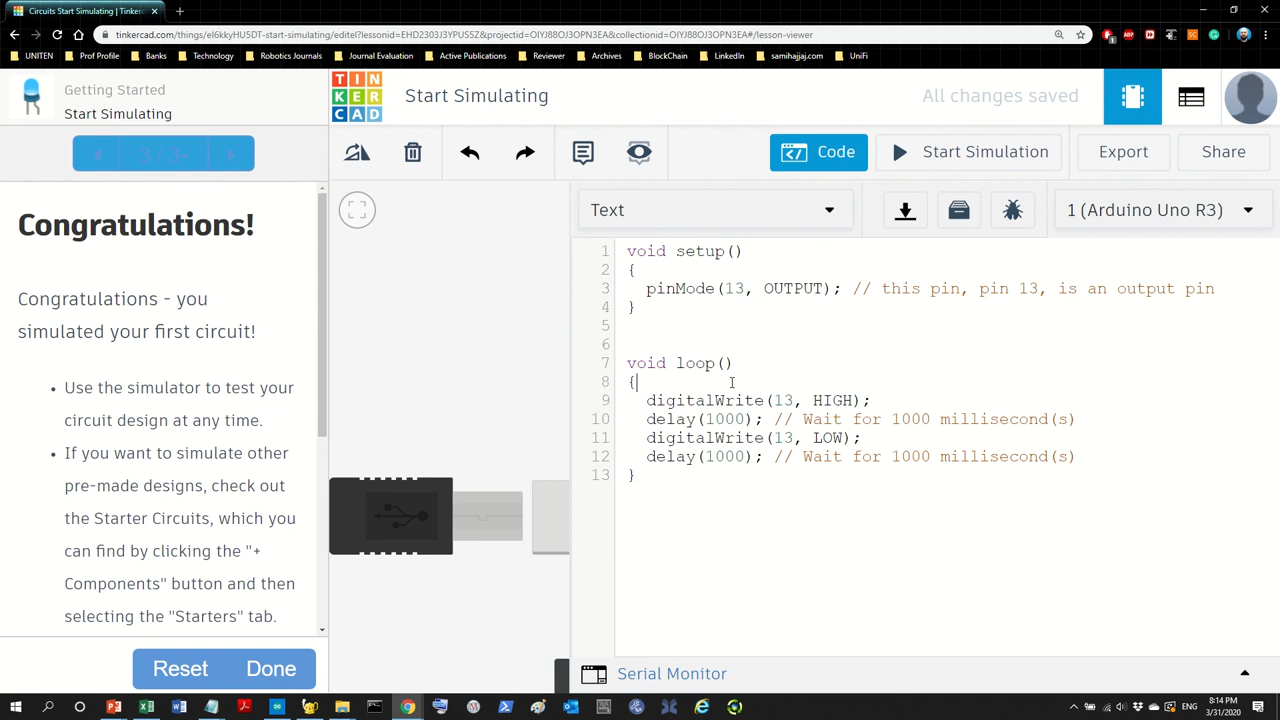 Circuits Start Simulating | Tinkerc
tinkercad.com/things/eI6kkyHU5DT-start-simulating/editel?lessonid=EHD2303J3YPUS5Z&projectid=OIYJ88OJ3OPN3EA&collectionid=OIYJ88OJ3OPN3EA#/lesson-viewer
UNITEN Prof Profile Banks Technology Robotics Journals Journal Evaluation Active Publications Reviewer Archives BlockChain LinkedIn samihajjaj.com UniFi
Getting Started
Start Simulating
TIN
KER
CAD
Start Simulating
All changes saved
3 / 3
Code
Start Simulation
Export
Share
Congratulations!
Congratulations - you
simulated your first circuit!
Use the simulator to test your
circuit design at any time.
If you want to simulate other
pre-made designs, check out
the Starter Circuits, which you
can find by clicking the "+
Components" button and then
selecting the "Starters" tab.
Reset
Done
Text
1 (Arduino Uno R3)
1 void setup()
2 {
3 pinMode(13, OUTPUT); // this pin, pin 13, is an output pin
4 }
5
6
7 void loop()
8 {
9 digitalWrite(13, HIGH);
10 delay(1000); // Wait for 1000 millisecond(s)
11 digitalWrite(13, LOW);
12 delay(1000); // Wait for 1000 millisecond(s)
13 }
Serial Monitor
ENG
8:14 PM
3/31/2020